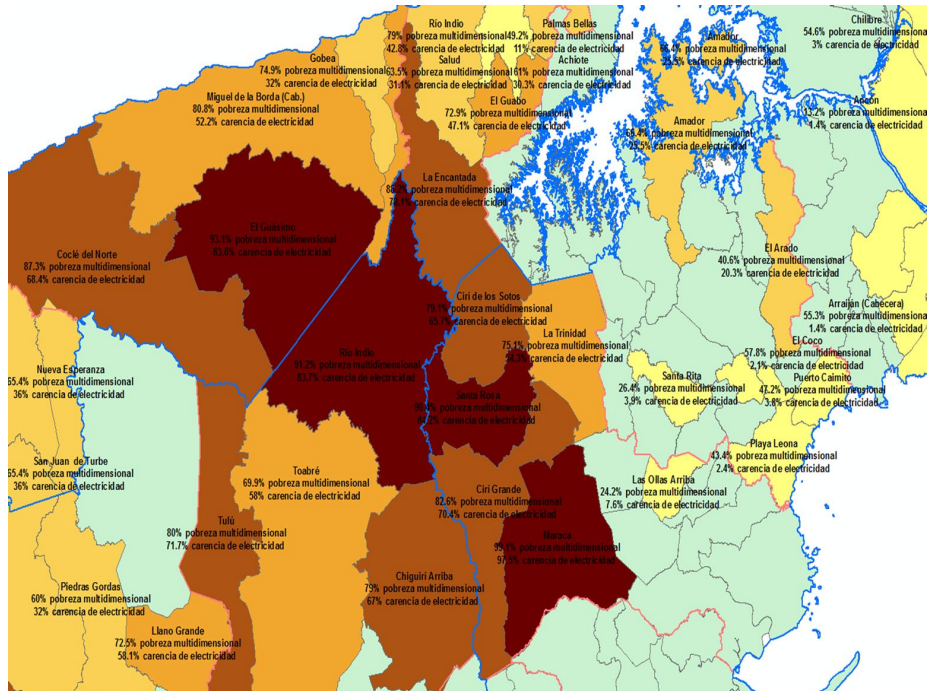 Río Indio
79% pobreza multidimensional
42.8% carencia de electricidad
Palmas Bellas
49.2% pobreza multidimensional
11% carencia de electricidad
Chilibre
54.6% pobreza multidimensional
3% carencia de electricidad
Amador
66.4% pobreza multidimensional
25.5% carencia de electricidad
Gobea
74.9% pobreza multidimensional
32% carencia de electricidad
Salud
63.5% pobreza multidimensional
31.1% carencia de electricidad
Achiote
61% pobreza multidimensional
30.3% carencia de electricidad
Miguel de la Borda (Cab.)
80.8% pobreza multidimensional
52.2% carencia de electricidad
El Guabo
72.9% pobreza multidimensional
47.1% carencia de electricidad
Ancón
13.2% pobreza multidimensional
1.4% carencia de electricidad
Amador
pobreza multidimensional
25.5% carencia de electricidad
La Encantada
pobreza multidimensional
carencia de electricidad
El Guásimo
93.1% pobreza multidimensional
83.8% carencia de electricidad
Coclé del Norte
87.3% pobreza multidimensional
68.4% carencia de electricidad
El Arado
40.6% pobreza multidimensional
20.3% carencia de electricidad
Cirí de los Sotos
79.1% pobreza multidimensional
carencia de electricidad
Arraiján (Cabecera)
55.3% pobreza multidimensional
1.4% carencia de electricidad
La Trinidad
75.1% pobreza multidimensional
54.3% carencia de electricidad
El Coco
57.8% pobreza multidimensional
2.1% carencia de electricidad
Río Indio
91.2% pobreza multidimensional
83.7% carencia de electricidad
Nueva Esperanza
65.4% pobreza multidimensional
36% carencia de electricidad
Santa Rita
26.4% pobreza multidimensional
3.9% carencia de electricidad
Puerto Caimito
47.2% pobreza multidimensional
3.8% carencia de electricidad
Santa Rosa
pobreza multidimensional
carencia de electricidad
Playa Leona
43.4% pobreza multidimensional
2.4% carencia de electricidad
San Juan de Turbe
65.4% pobreza multidimensional
36% carencia de electricidad
Toabré
69.9% pobreza multidimensional
58% carencia de electricidad
Cirí Grande
82.6% pobreza multidimensional
70.4% carencia de electricidad
Las Ollas Arriba
24.2% pobreza multidimensional
7.6% carencia de electricidad
Tulú
80% pobreza multidimensional
71.7% carencia de electricidad
pobreza multidimensional
97.5% carencia de electricidad
Chiguirí Arriba
79% pobreza multidimensional
67% carencia de electricidad
Piedras Gordas
60% pobreza multidimensional
32% carencia de electricidad
Llano Grande
72.5% pobreza multidimensional
58.1% carencia de electricidad